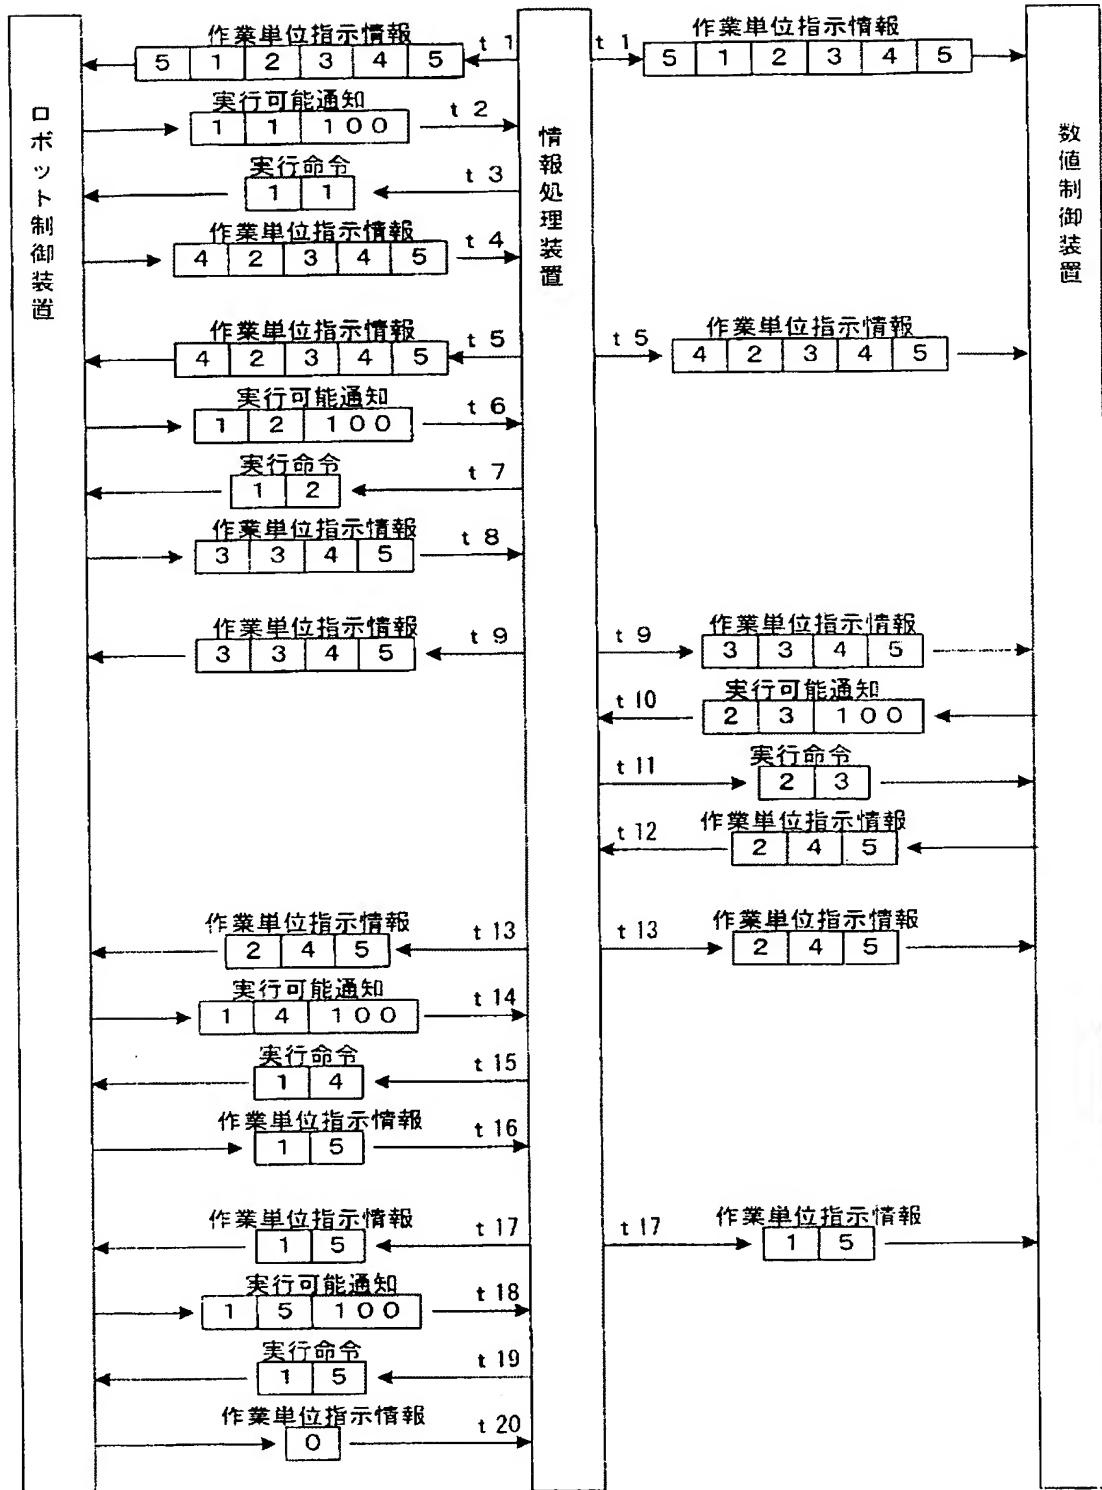 ロボット制御装置
情報処理装置
数値制御装置
作業単位指示情報 t 1
5 1 2 3 4 5
t 1 作業単位指示情報
5 1 2 3 4 5
実行可能通知 t 2
1 1 100
実行命令 t 3
1 1
作業単位指示情報 t 4
4 2 3 4 5
作業単位指示情報 t 5
4 2 3 4 5
t 5 作業単位指示情報
4 2 3 4 5
実行可能通知 t 6
1 2 100
実行命令 t 7
1 2
作業単位指示情報 t 8
3 3 4 5
作業単位指示情報 t 9
3 3 4 5
t 9 作業単位指示情報
3 3 4 5
t 10 実行可能通知
2 3 100
t 11 実行命令
2 3
t 12 作業単位指示情報
2 4 5
作業単位指示情報 t 13
2 4 5
t 13 作業単位指示情報
2 4 5
実行可能通知 t 14
1 4 100
実行命令 t 15
1 4
作業単位指示情報 t 16
1 5
作業単位指示情報 t 17
1 5
t 17 作業単位指示情報
1 5
実行可能通知 t 18
1 5 100
実行命令 t 19
1 5
作業単位指示情報 t 20
0